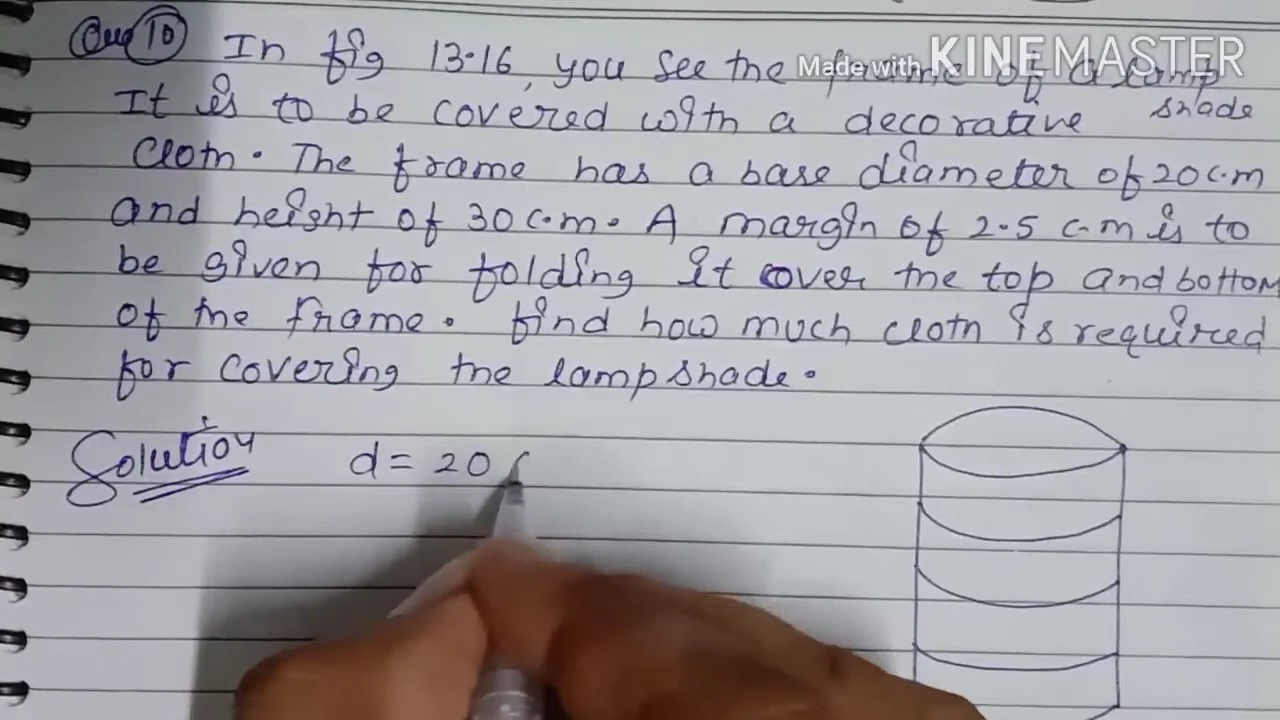 Que 10 In fig 13.16, you see the frame of a lamp
shade
It is to be covered with a decorative
cloth. The frame has a base diameter of 20 c.m
and height of 30 c.m. A margin of 2.5 c.m is to
be given for folding it over the top and bottom
of the frame. find how much cloth is required
for covering the lampshade.
Solution d = 20
Made with KINEMASTER